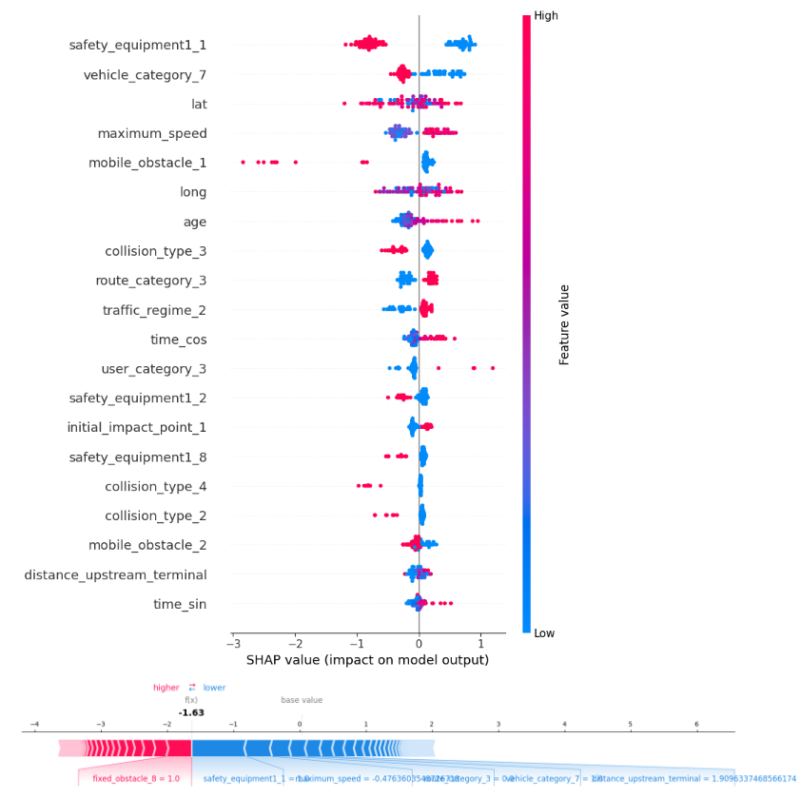 High
safety_equipment1_1
vehicle_category_7
lat
maximum_speed
mobile_obstacle_1
long
age
collision_type_3
route_category_3
traffic_regime_2
time_cos
user_category_3
safety_equipment1_2
initial_impact_point_1
safety_equipment1_8
collision_type_4
collision_type_2
mobile_obstacle_2
distance_upstream_terminal
time_sin
Feature value
Low
−3 −2 −1 0 1
SHAP value (impact on model output)
higher ⇄ lower
f(x) base value
-1.63
−4 −3 −2 −1 0 1 2 3 4 5 6
fixed_obstacle_8 = 1.0 safety_equipment1_1 = maximum_speed = category_3 = vehicle_category_7 = distance_upstream_terminal = 1.9096337468566174